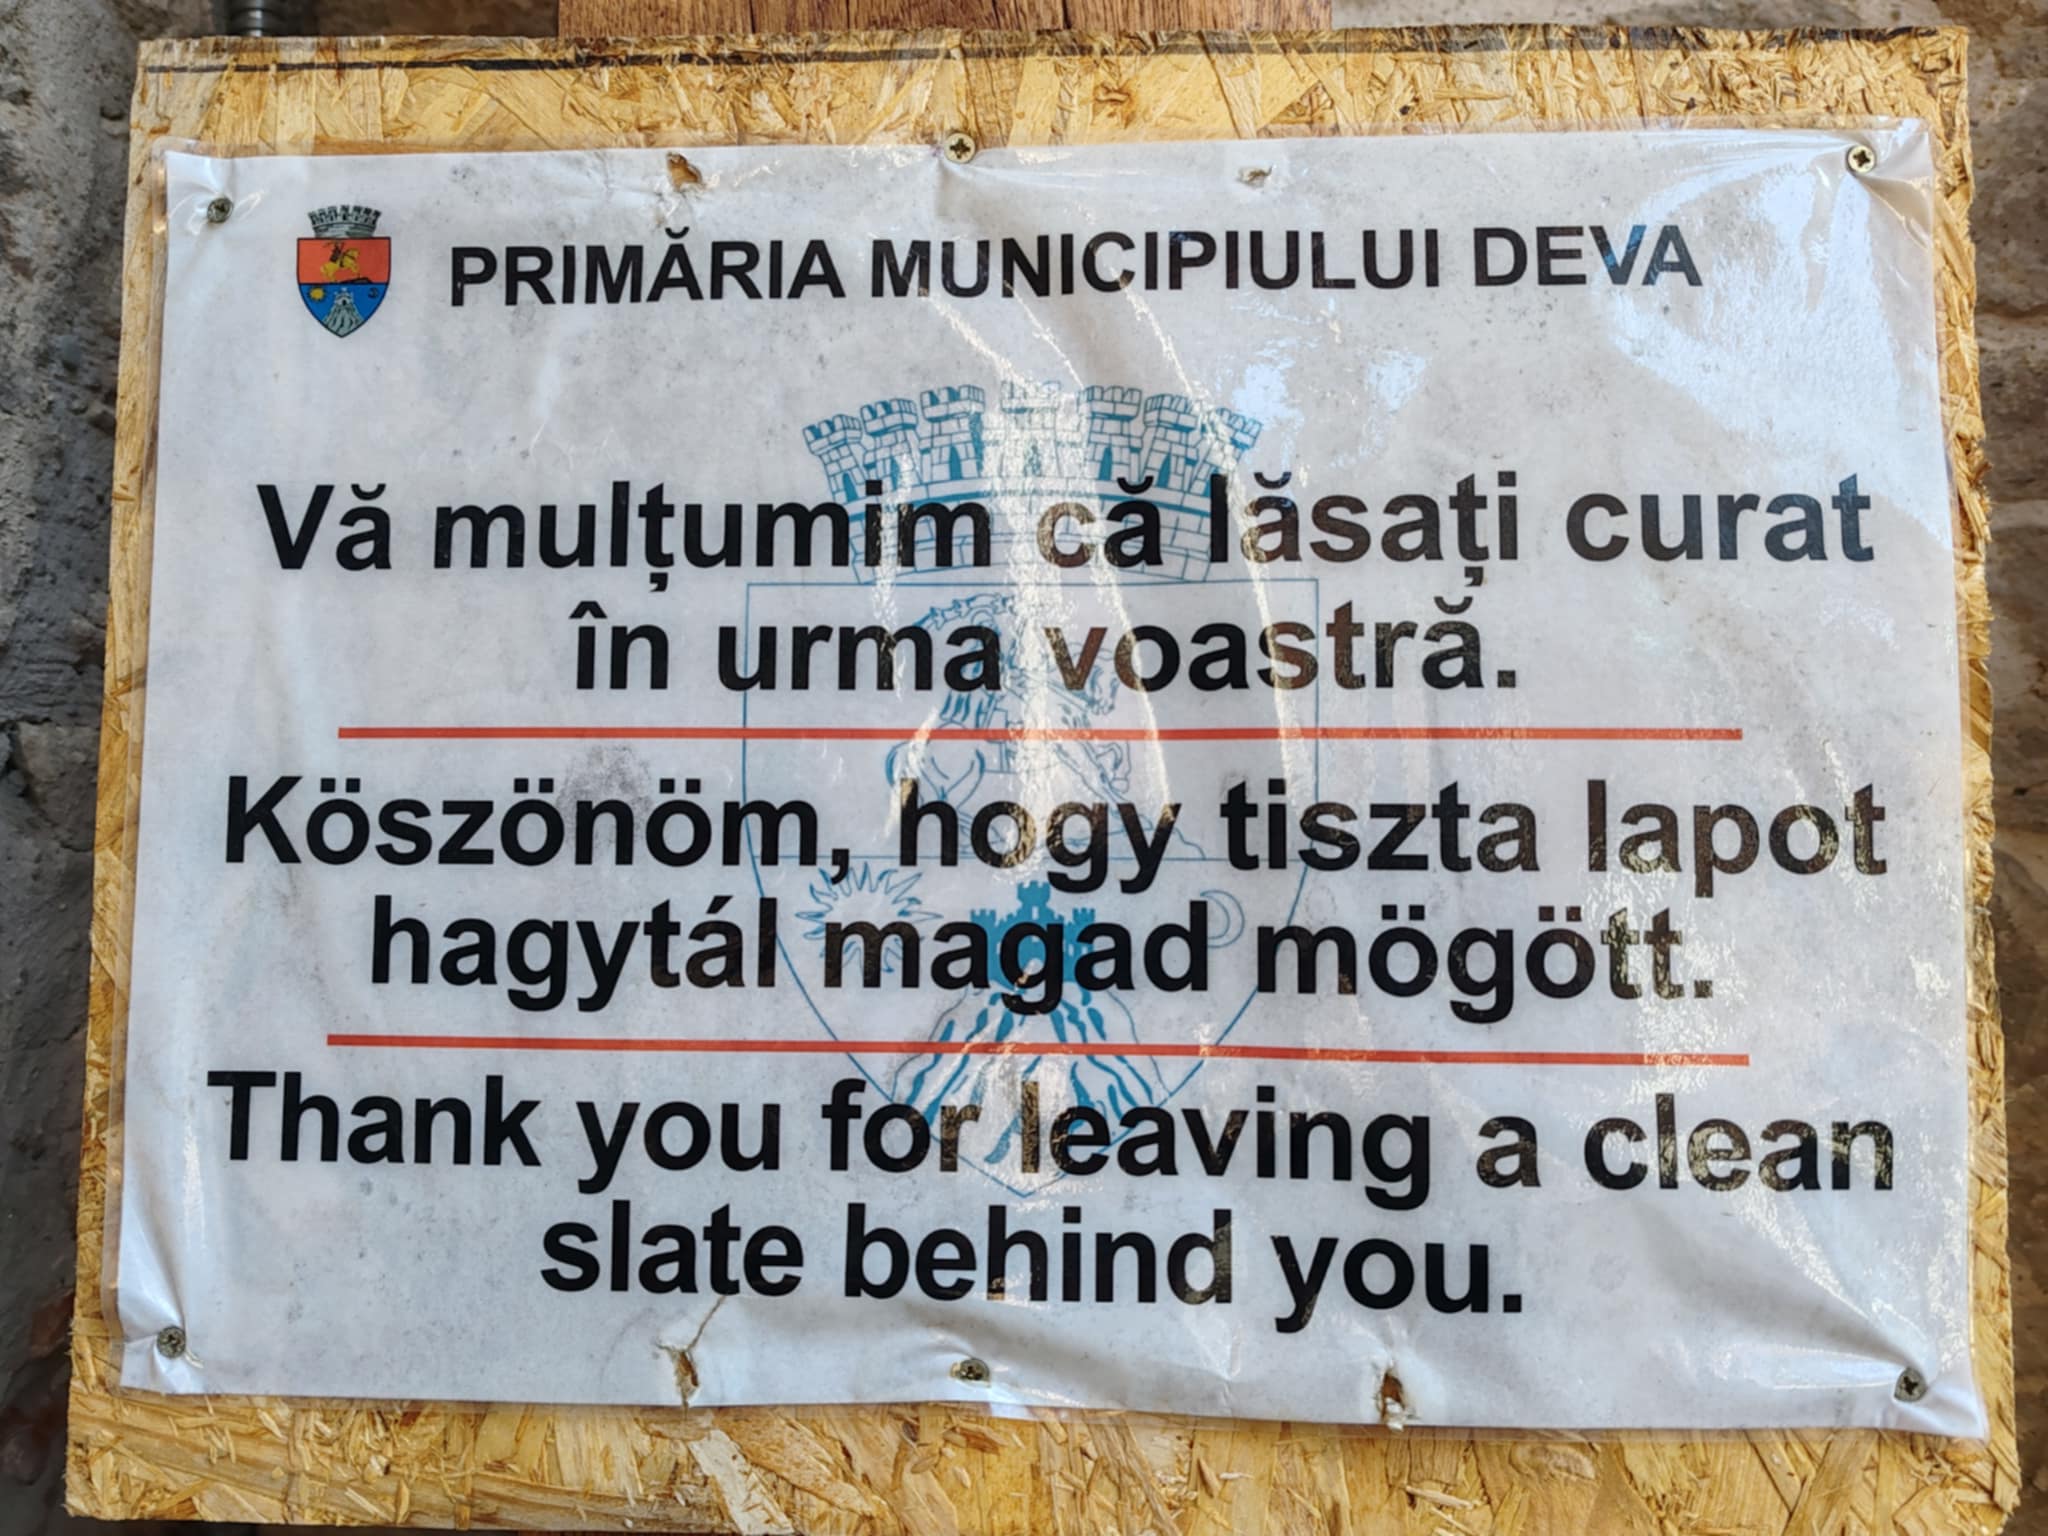 PRIMĂRIA MUNICIPIULUI DEVA
Vă mulțumim că lăsați curat
în urma voastră.
Köszönöm, hogy tiszta lapot
hagytál magad mögött.
Thank you for leaving a clean
slate behind you.